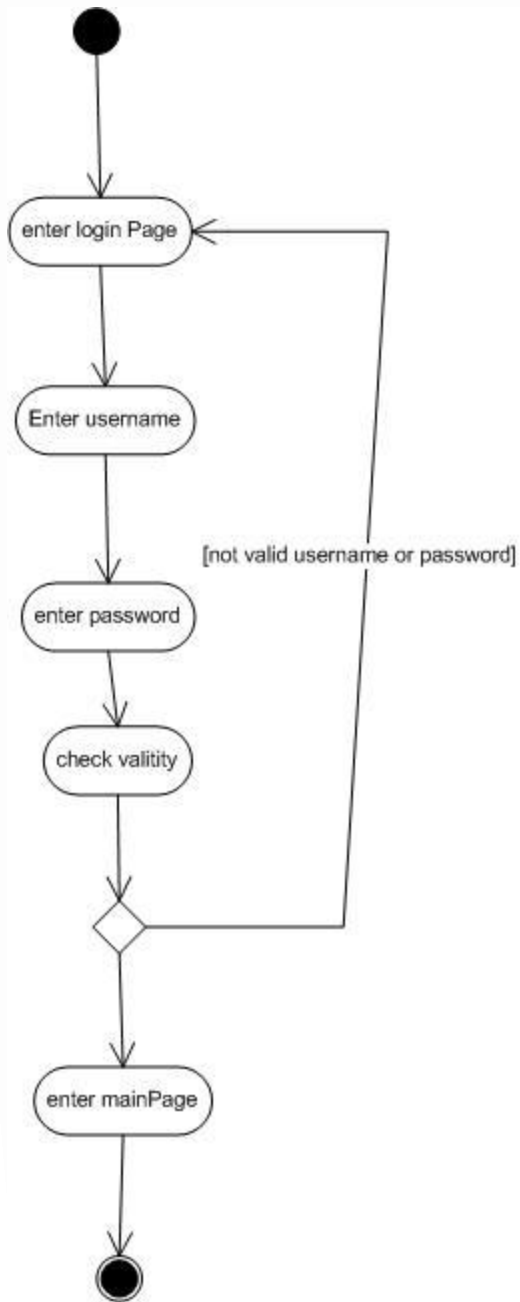 enter login Page
Enter username
[not valid username or password]
enter password
check valitity
enter mainPage